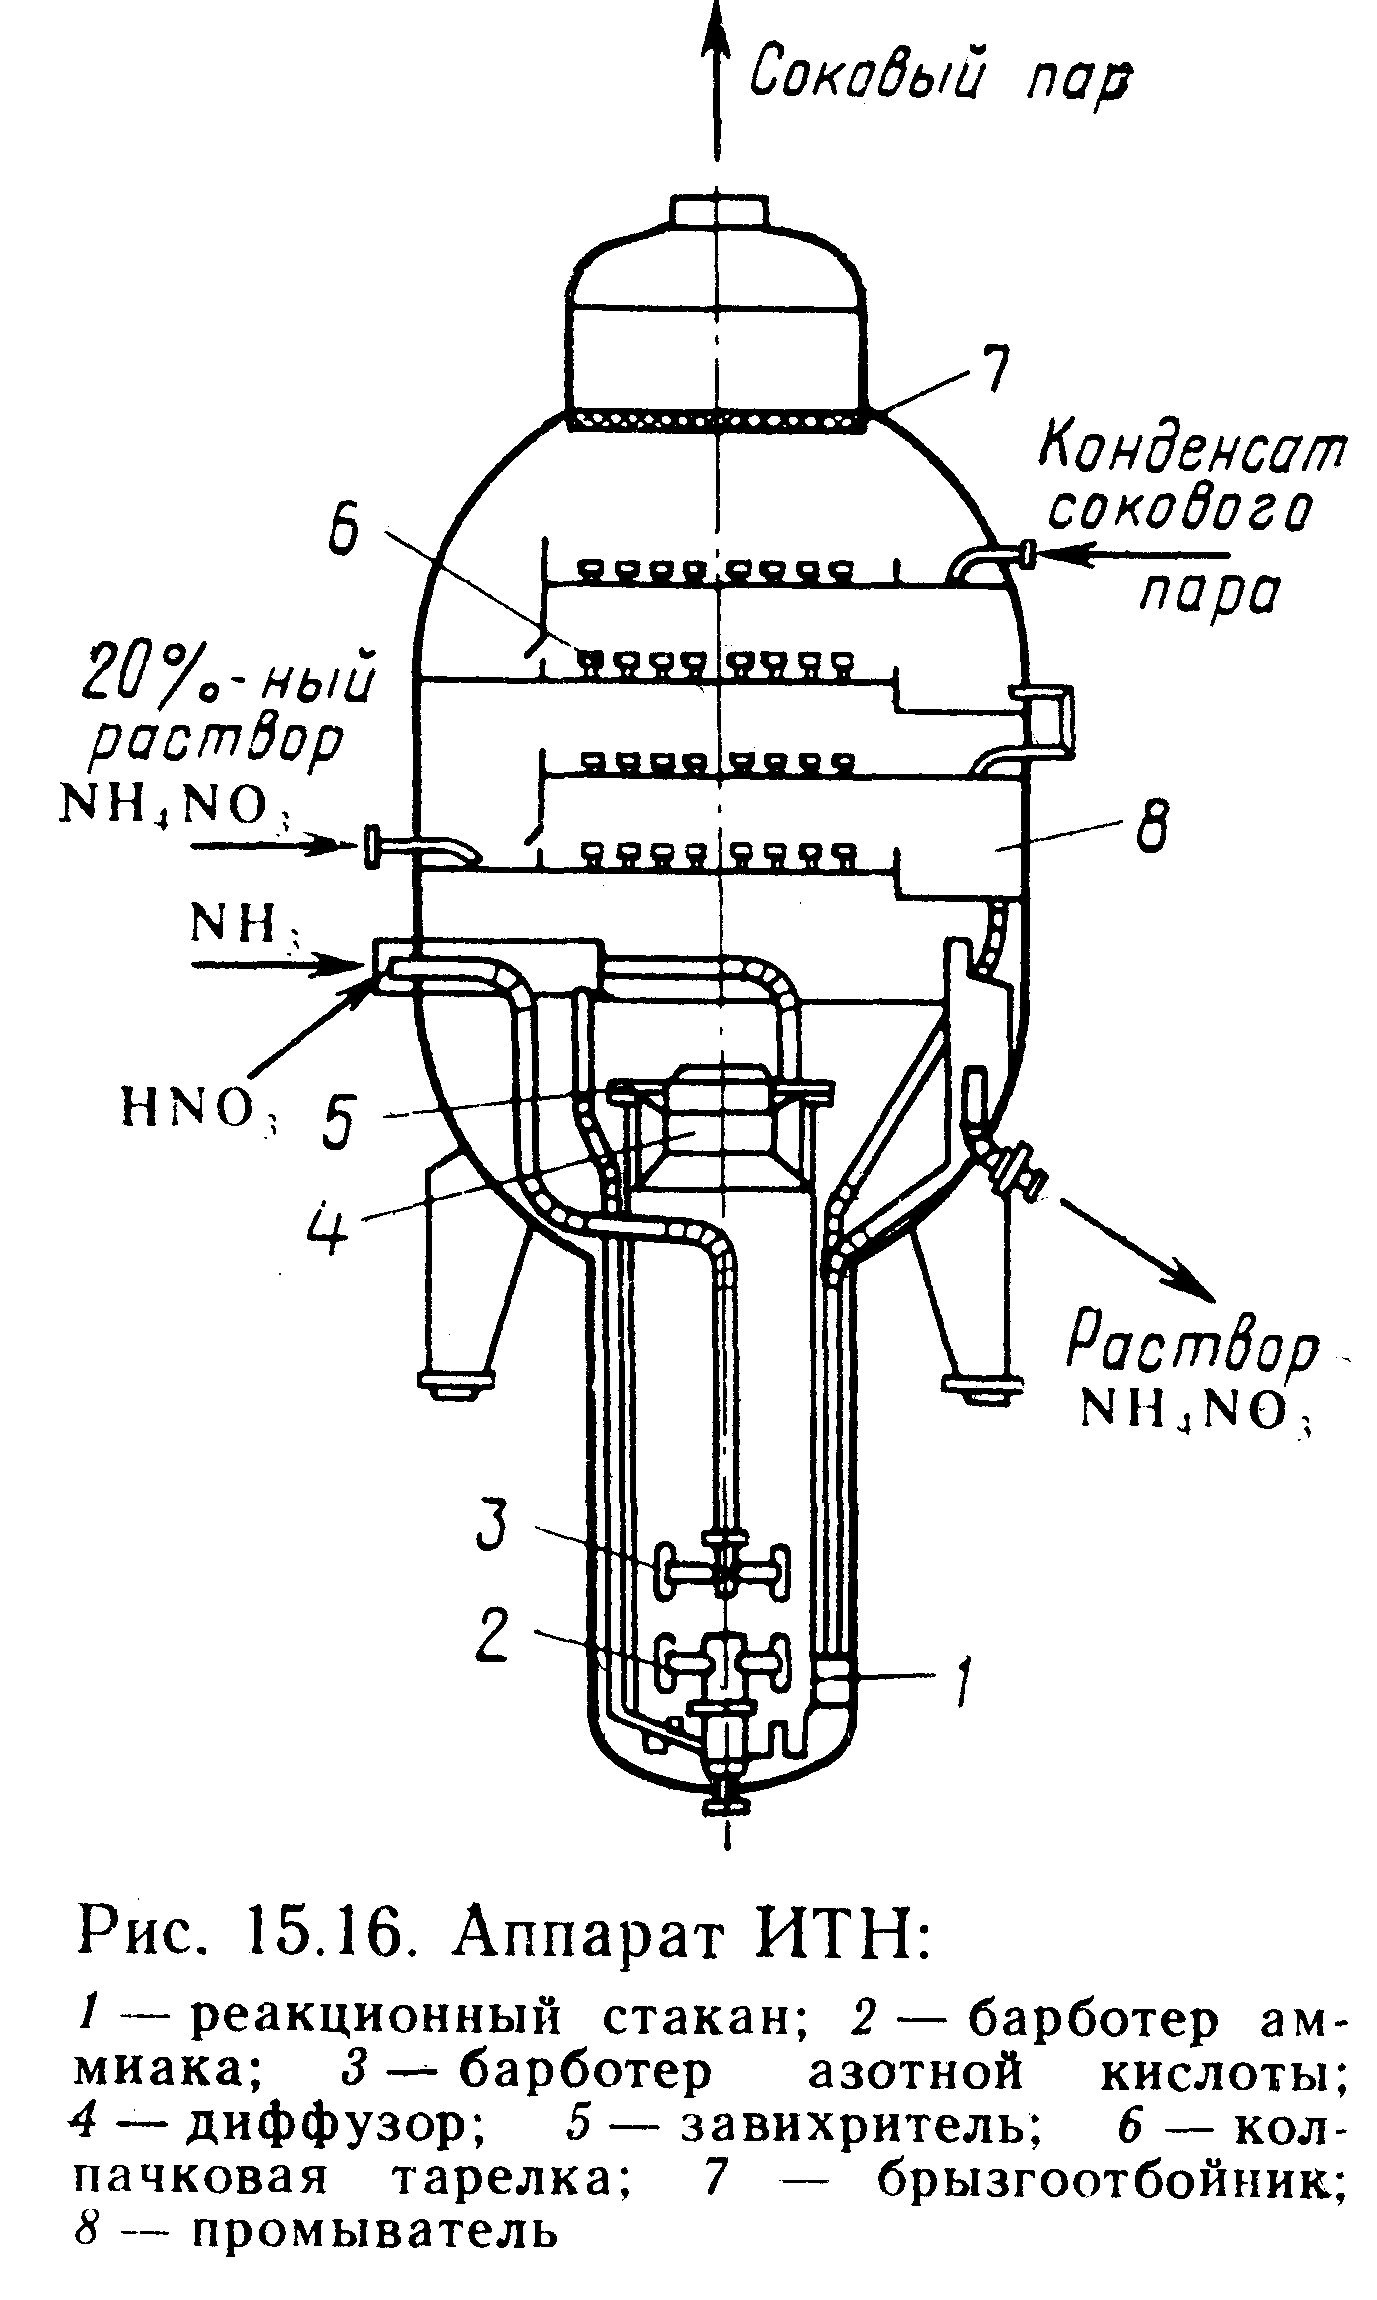 Соковый пар
7
Конденсат
сокового
пара
6
20%-ный
раствор
NH₄NO₃
8
NH₃
HNO₃
5
4
Раствор
NH₄NO₃
3
2
1
Рис. 15.16. Аппарат ИТН:
1 — реакционный стакан; 2 — барботер ам-
миака; 3 — барботер азотной кислоты;
4 — диффузор; 5 — завихритель; 6 — кол-
пачковая тарелка; 7 — брызгоотбойник;
8 — промыватель